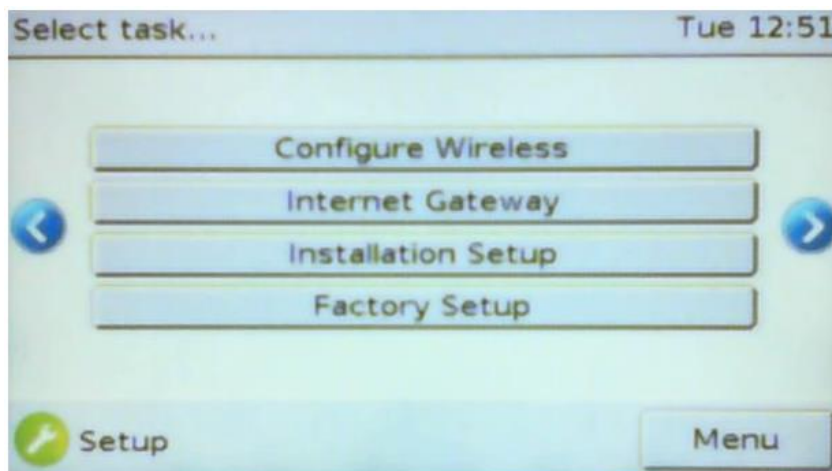 Select task... Tue 12:51
Configure Wireless
Internet Gateway
Installation Setup
Factory Setup
Setup Menu